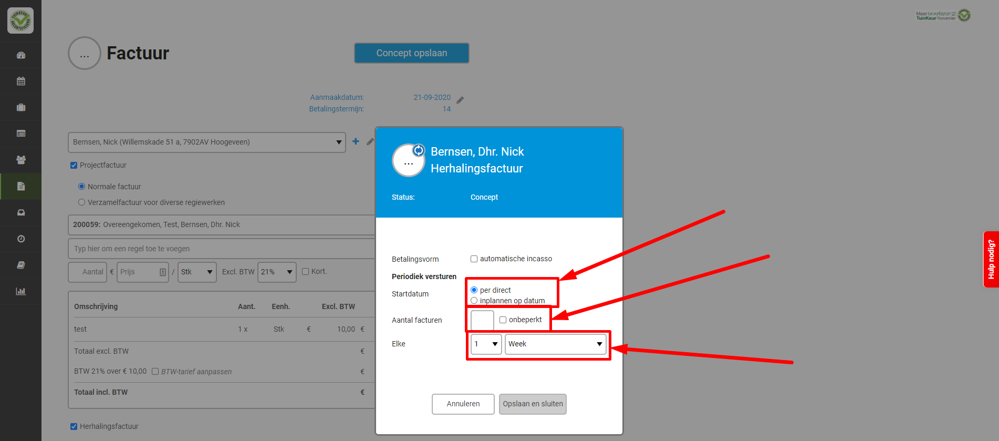 TUINKEUR GECERTIFICEERD
Meer tuinplezier
TuinKeur-hovenier
...
Factuur
Concept opslaan
Aanmaakdatum: 21-09-2020
Betalingstermijn: 14
Bernsen, Nick (Willemskade 51 a, 7902AV Hoogeveen)
Projectfactuur
Normale factuur
Verzamelfactuur voor diverse regiewerken
200059: Overeengekomen, Test, Bernsen, Dhr. Nick
Typ hier om een regel toe te voegen
Aantal € Prijs / Stk Excl. BTW 21% Kort.
Omschrijving Aant. Eenh. Excl. BTW
test 1 x Stk € 10,00 €
Totaal excl. BTW €
BTW 21% over € 10,00 BTW-tarief aanpassen €
Totaal incl. BTW €
Herhalingsfactuur
...
Bernsen, Dhr. Nick
Herhalingsfactuur
Status: Concept
Betalingsvorm automatische incasso
Periodiek versturen
Startdatum per direct
inplannen op datum
Aantal facturen onbeperkt
Elke 1 Week
Annuleren Opslaan en sluiten
Hulp nodig?